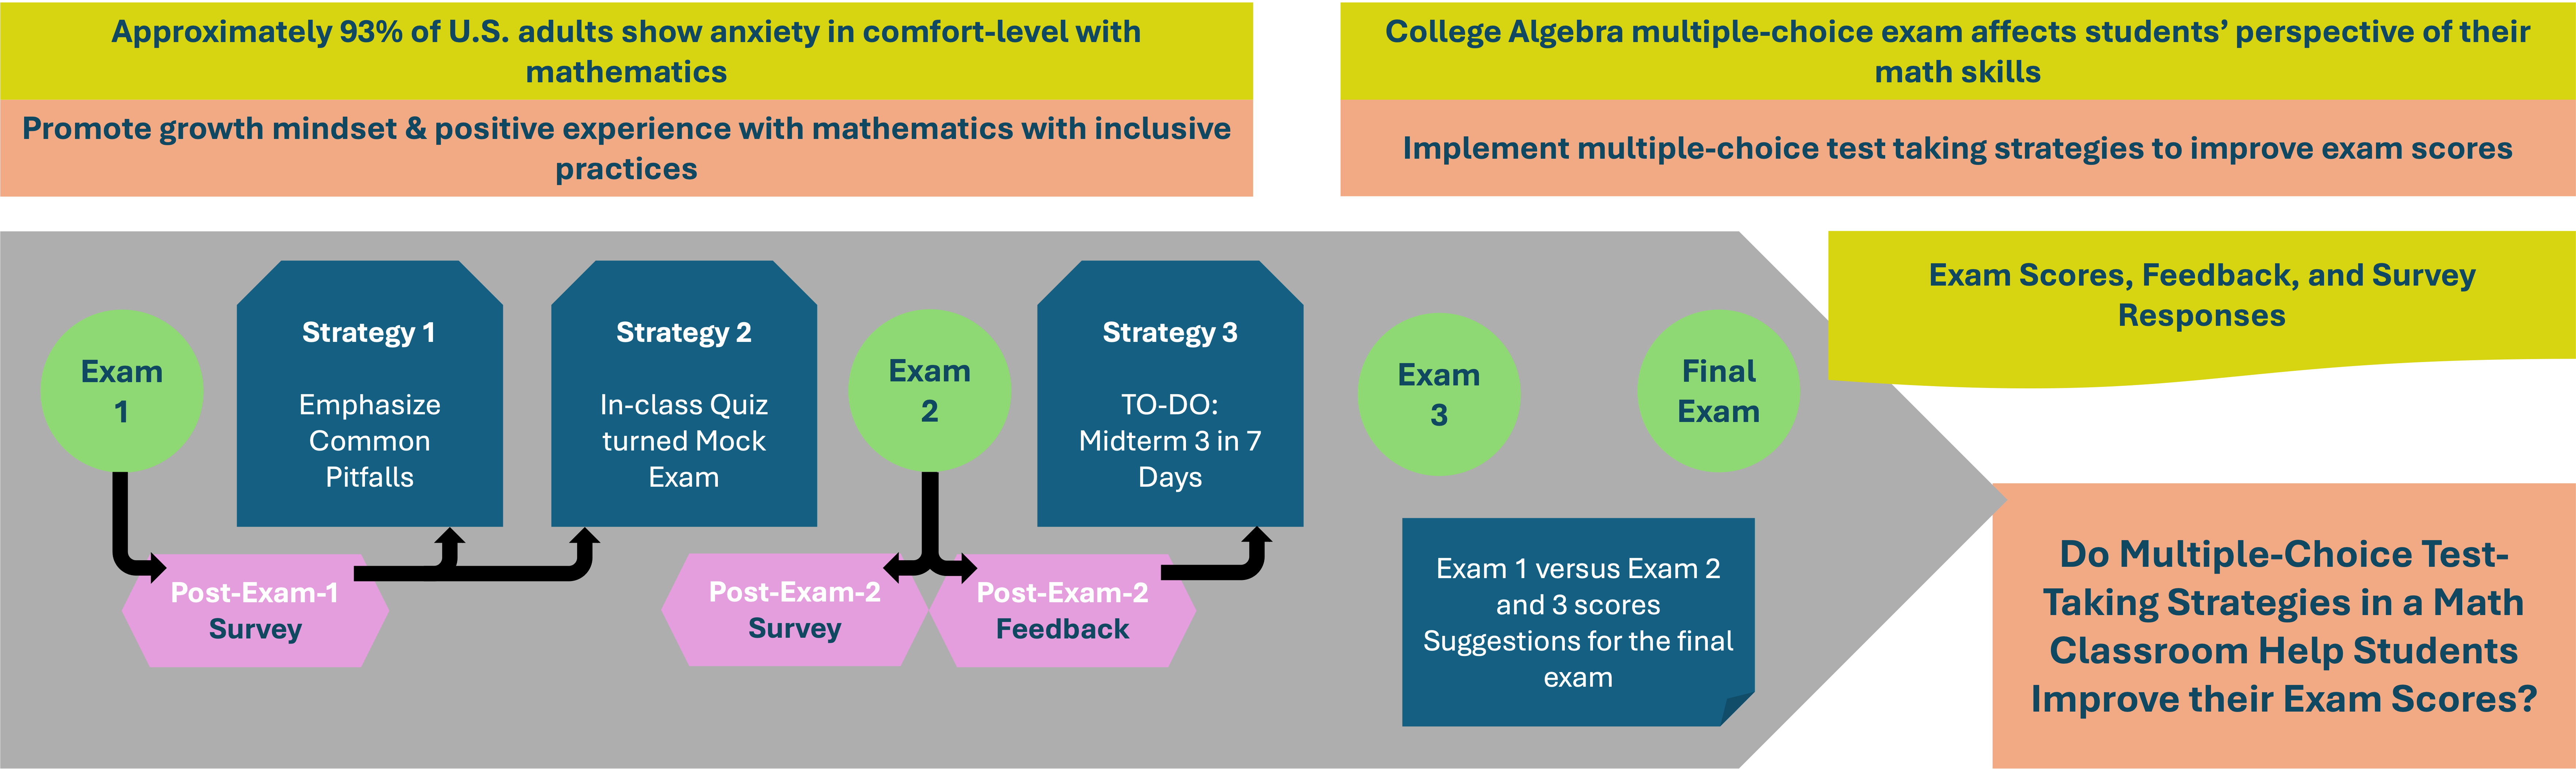 Approximately 93% of U.S. adults show anxiety in comfort-level with
mathematics
Promote growth mindset & positive experience with mathematics with inclusive
practices
College Algebra multiple-choice exam affects students’ perspective of their
math skills
Implement multiple-choice test taking strategies to improve exam scores
Exam
1
Strategy 1
Emphasize
Common
Pitfalls
Strategy 2
In-class Quiz
turned Mock
Exam
Exam
2
Strategy 3
TO-DO:
Midterm 3 in 7
Days
Exam
3
Final
Exam
Post-Exam-1
Survey
Post-Exam-2
Survey
Post-Exam-2
Feedback
Exam 1 versus Exam 2
and 3 scores
Suggestions for the final
exam
Exam Scores, Feedback, and Survey
Responses
Do Multiple-Choice Test-
Taking Strategies in a Math
Classroom Help Students
Improve their Exam Scores?